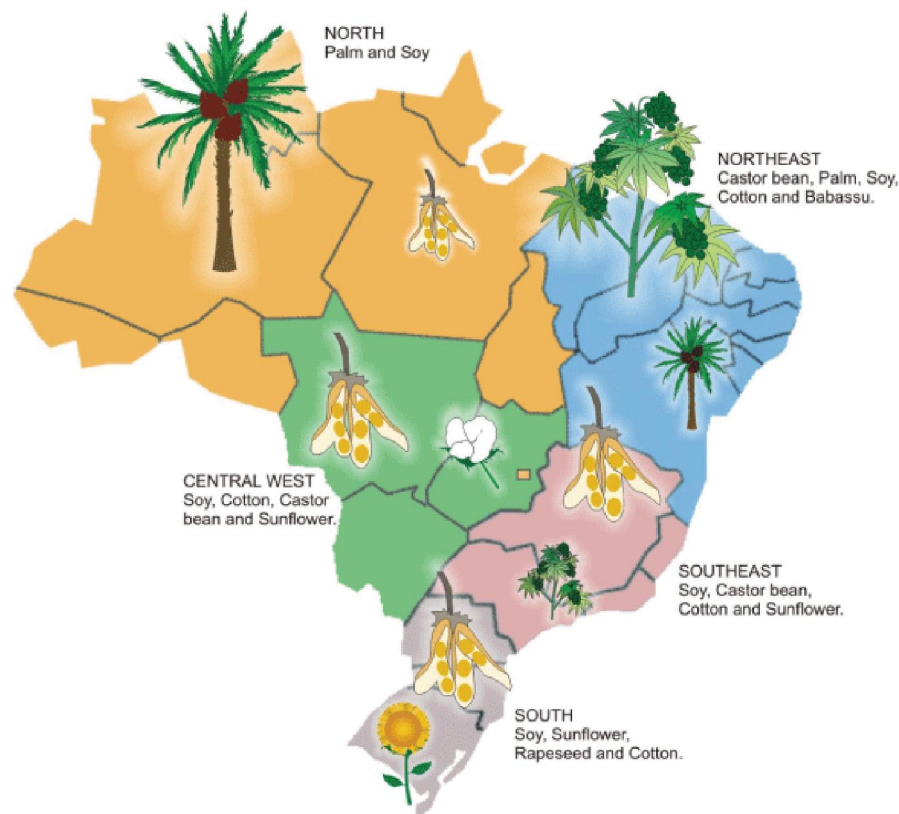 NORTH
Palm and Soy
NORTHEAST
Castor bean, Palm, Soy,
Cotton and Babassu.
CENTRAL WEST
Soy, Cotton, Castor
bean and Sunflower.
SOUTHEAST
Soy, Castor bean,
Cotton and Sunflower.
SOUTH
Soy, Sunflower,
Rapeseed and Cotton.